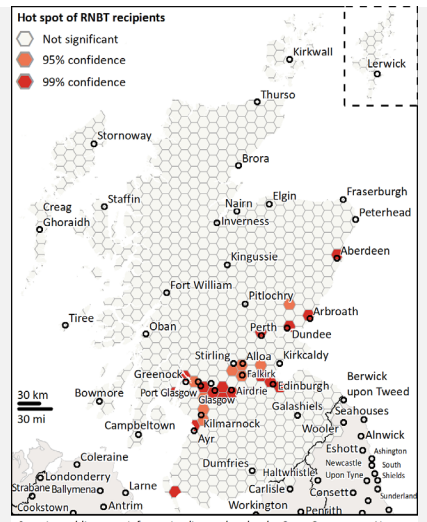 Hot spot of RNBT recipients
Not significant
95% confidence
99% confidence
Kirkwall
Lerwick
Thurso
Stornoway
Brora
Staffin
Nairn
Elgin
Fraserburgh
Creag
Ghoraidh
Inverness
Peterhead
Aberdeen
Kingussie
Fort William
Pitlochry
Tiree
Arbroath
Oban
Perth
Dundee
Stirling
Alloa
Kirkcaldy
Greenock
Falkirk
Port Glasgow
Airdrie
Edinburgh
Glasgow
Berwick
upon Tweed
30 km
30 mi
Bowmore
Galashiels
Seahouses
Campbeltown
Kilmarnock
Wooler
Ayr
Alnwick
Coleraine
Dumfries
Eshott
Ashington
Londonderry
Haltwhistle
Newcastle
Upon Tyne
South
Shields
Strabane
Ballymena
Larne
Carlisle
Consett
Sunderland
Cookstown
Antrim
Workington
Penrith